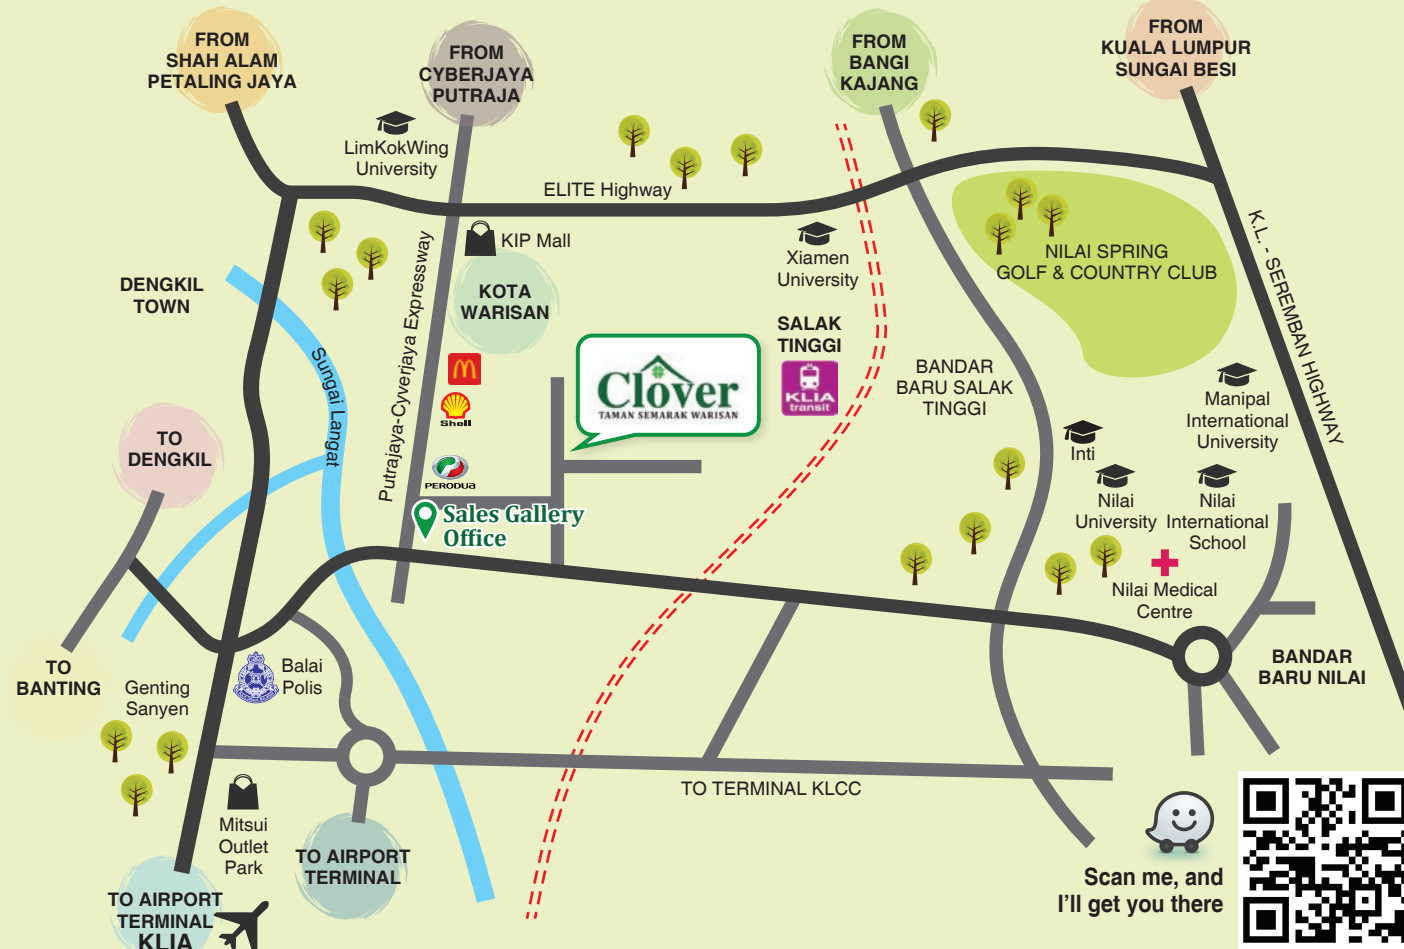 FROM
SHAH ALAM
PETALING JAYA
FROM
CYBERJAYA
PUTRAJA
FROM
BANGI
KAJANG
FROM
KUALA LUMPUR
SUNGAI BESI
LimKokWing
University
ELITE Highway
KIP Mall
KOTA
WARISAN
Xiamen
University
NILAI SPRING
GOLF & COUNTRY CLUB
K.L. - SEREMBAN HIGHWAY
DENGKIL
TOWN
Sungai Langat
Putrajaya-Cyverjaya Expressway
SALAK
TINGGI
KLIA
transit
Clover
TAMAN SEMARAK WARISAN
Shell
PERODUA
BANDAR
BARU SALAK
TINGGI
Manipal
International
University
Inti
Nilai
University
Nilai
International
School
TO
DENGKIL
Sales Gallery
Office
Nilai Medical
Centre
TO
BANTING
Genting
Sanyen
Balai
Polis
BANDAR
BARU NILAI
TO TERMINAL KLCC
Mitsui
Outlet
Park
TO AIRPORT
TERMINAL
TO AIRPORT
TERMINAL
KLIA
Scan me, and
I'll get you there